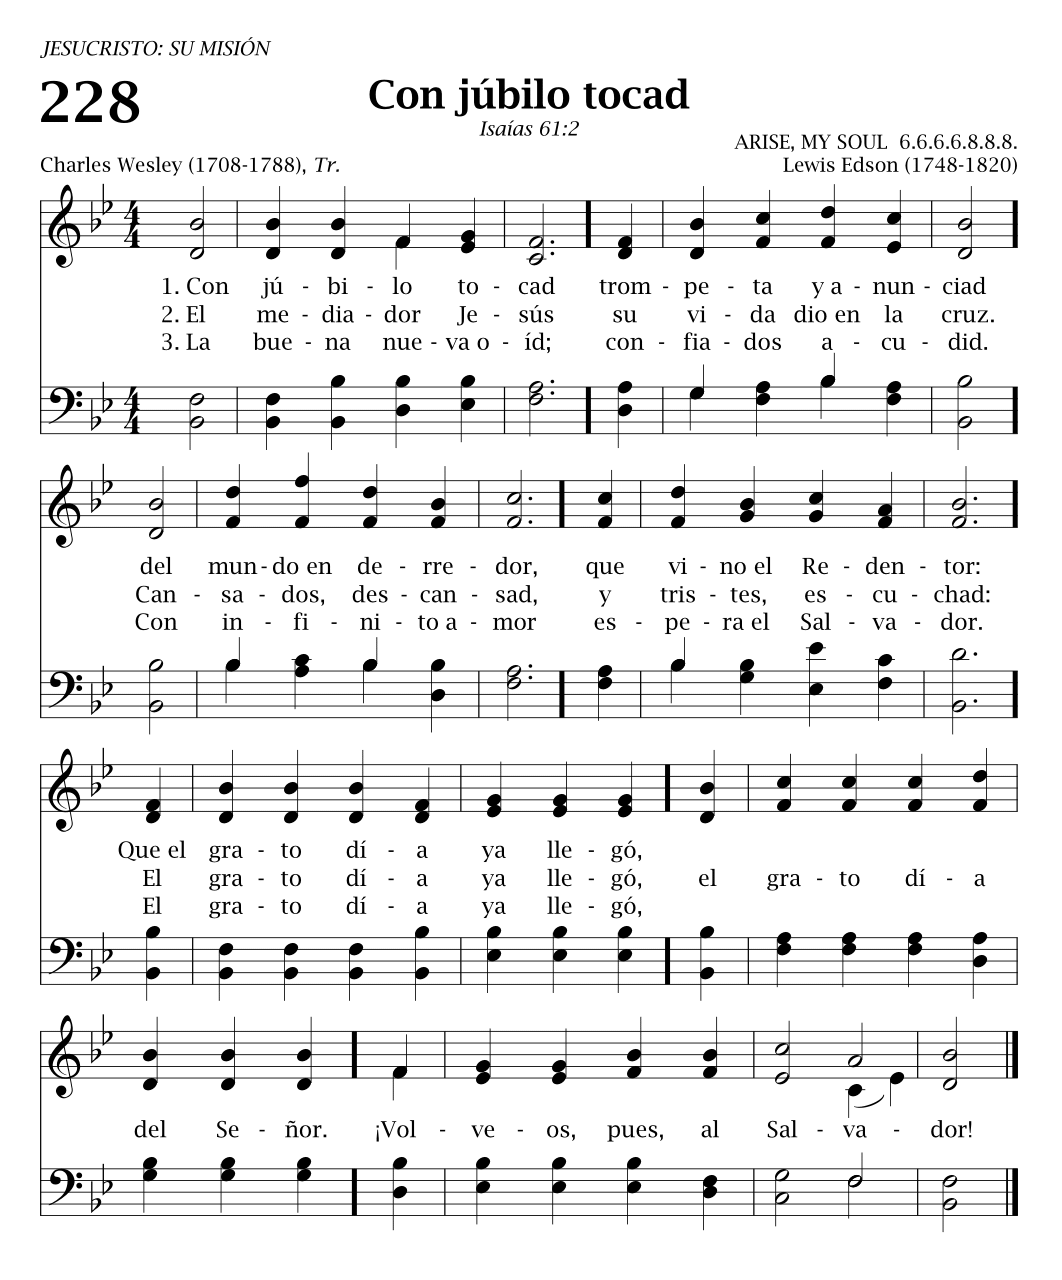 JESUCRISTO: SU MISIÓN
228
Con júbilo tocad
Isaías 61:2
ARISE, MY SOUL 6.6.6.6.8.8.8.
Charles Wesley (1708-1788), Tr.
Lewis Edson (1748-1820)
1. Con jú - bi - lo to - cad trom - pe - ta y a - nun - ciad
2. El me - dia - dor Je - sús su vi - da dio en la cruz.
3. La bue - na nue - va o - íd; con - fia - dos a - cu - did.
del mun - do en de - rre - dor, que vi - no el Re - den - tor:
Can - sa - dos, des - can - sad, y tris - tes, es - cu - chad:
Con in - fi - ni - to a - mor es - pe - ra el Sal - va - dor.
Que el gra - to dí - a ya lle - gó,
El gra - to dí - a ya lle - gó, el gra - to dí - a
El gra - to dí - a ya lle - gó,
del Se - ñor. ¡Vol - ve - os, pues, al Sal - va - dor!